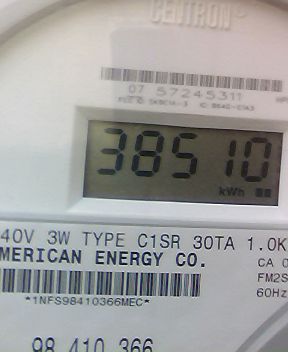 CENTRON®
07 57245311
38510
kWh
40V 3W TYPE C1SR 30TA 1.0K
MERICAN ENERGY CO.
CA 0
FM2S
60Hz
*1NFS98410366MEC*
98 410 366